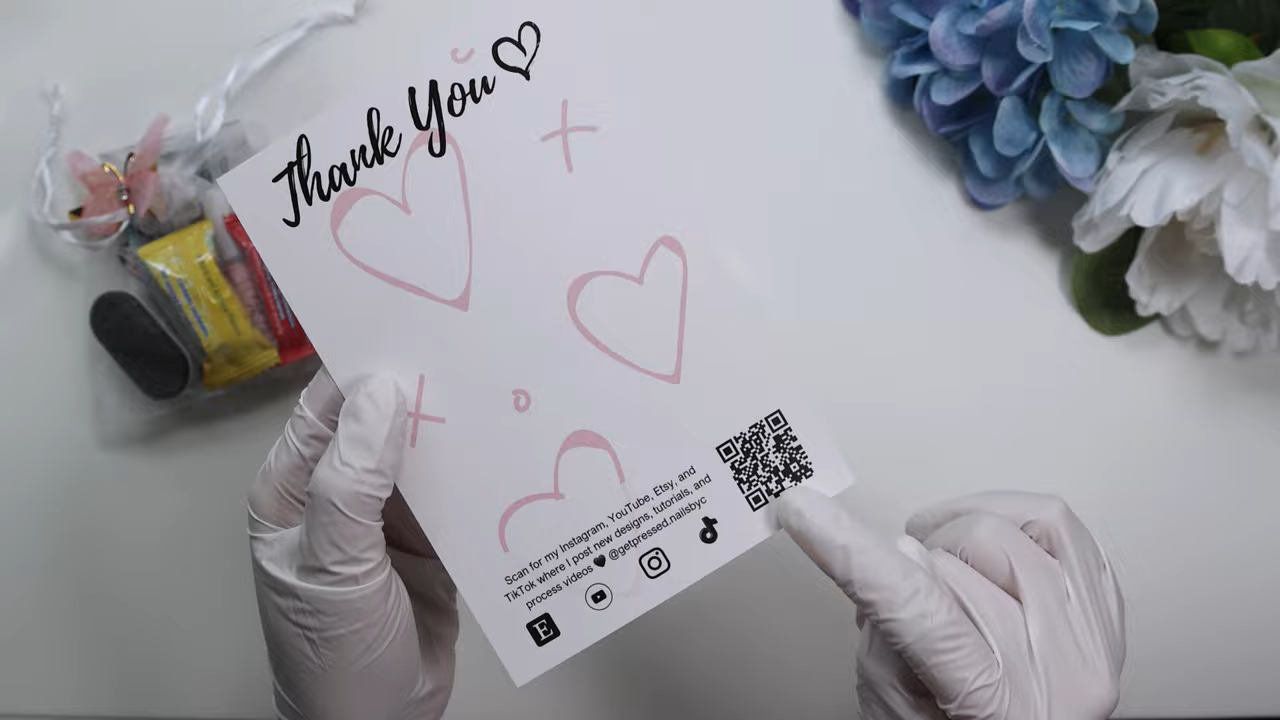 Thank You
Scan for my Instagram, YouTube, Etsy, and
TikTok where I post new designs, tutorials, and
process videos 🖤 @getpressed.nailsbyc
E